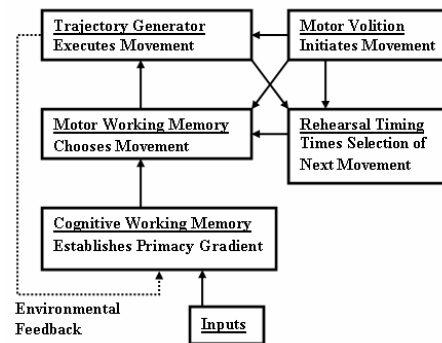 Trajectory Generator
Executes Movement
Motor Volition
Initiates Movement
Motor Working Memory
Chooses Movement
Rehearsal Timing
Times Selection of
Next Movement
Cognitive Working Memory
Establishes Primacy Gradient
Environmental
Feedback
Inputs